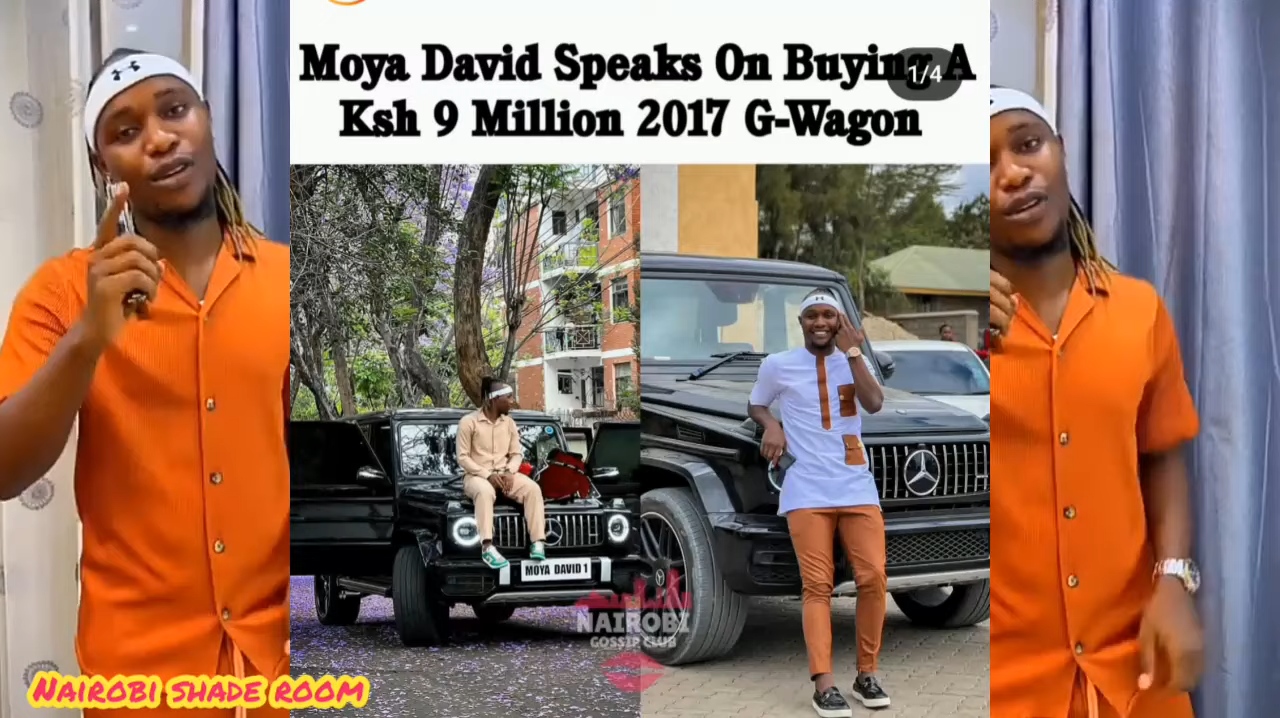 Moya David Speaks On Buying A
1/4
Ksh 9 Million 2017 G-Wagon
MOYA DAVID 1
NAIROBI
GOSSIP CLUB
NAIROBI SHADE ROOM